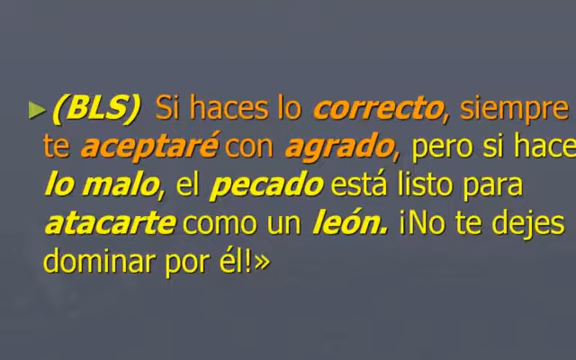 (BLS) Si haces lo correcto, siempre
te aceptaré con agrado, pero si hace
lo malo, el pecado está listo para
atacarte como un león. ¡No te dejes
dominar por él!»